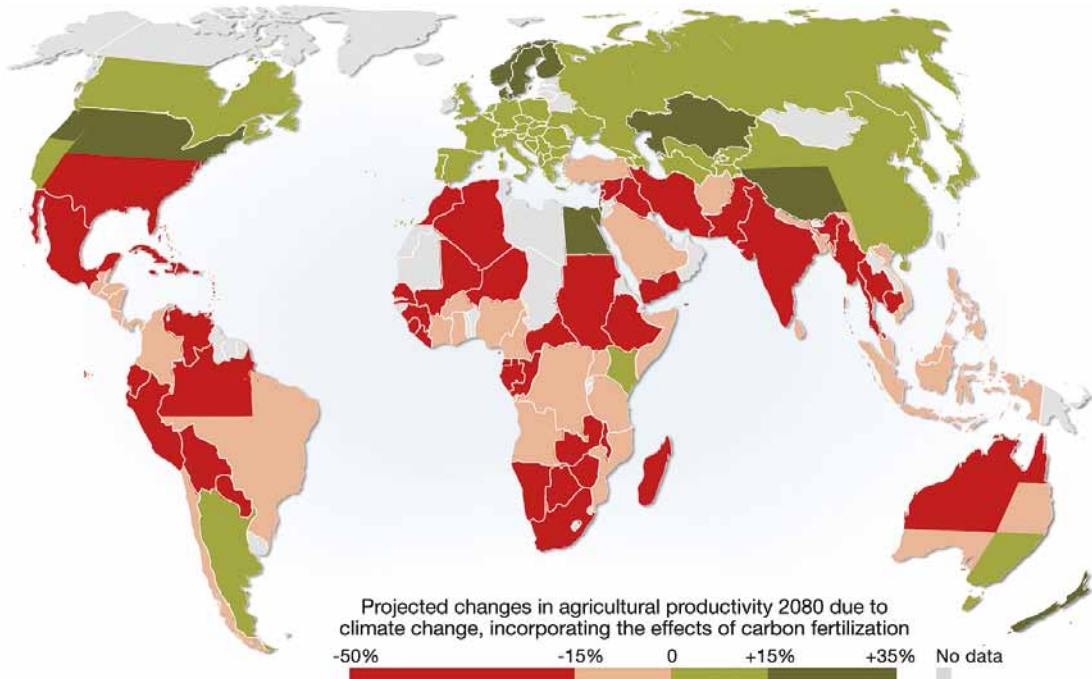 Projected changes in agricultural productivity 2080 due to
climate change, incorporating the effects of carbon fertilization
-50% -15% 0 +15% +35% No data